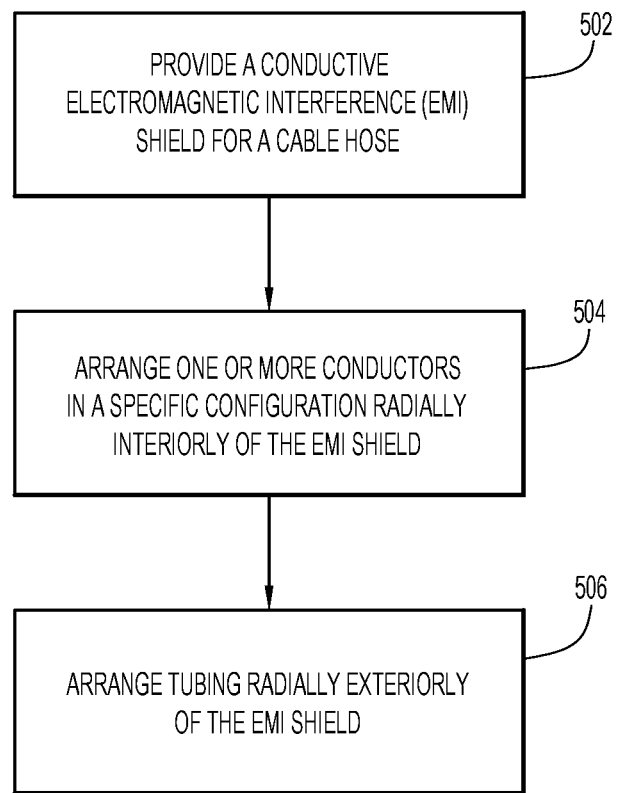 502
PROVIDE A CONDUCTIVE
ELECTROMAGNETIC INTERFERENCE (EMI)
SHIELD FOR A CABLE HOSE
504
ARRANGE ONE OR MORE CONDUCTORS
IN A SPECIFIC CONFIGURATION RADIALLY
INTERIORLY OF THE EMI SHIELD
506
ARRANGE TUBING RADIALLY EXTERIORLY
OF THE EMI SHIELD